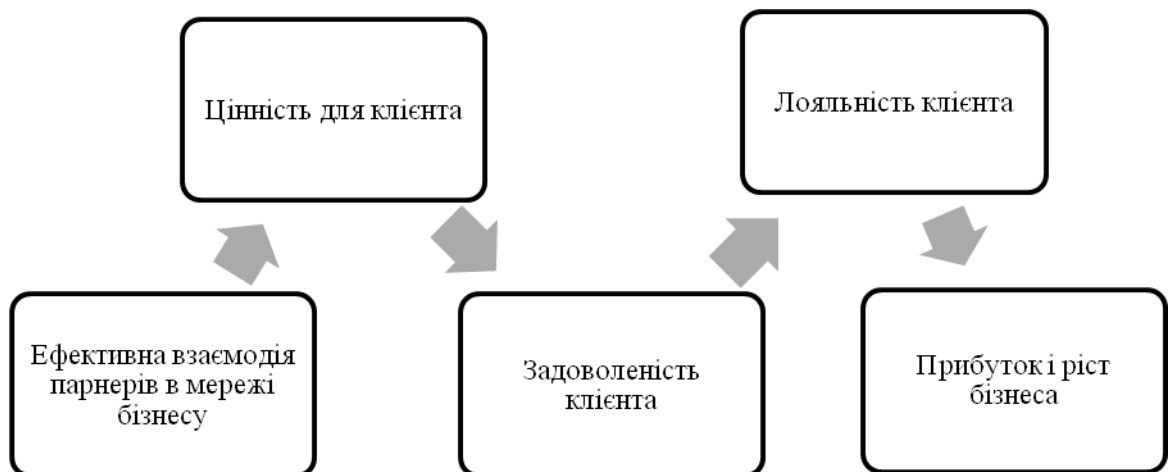 Цінність для клієнта
Лояльність клієнта
Ефективна взаємодія
парнерів в мережі
бізнесу
Задоволеність
клієнта
Прибуток і ріст
бізнеса